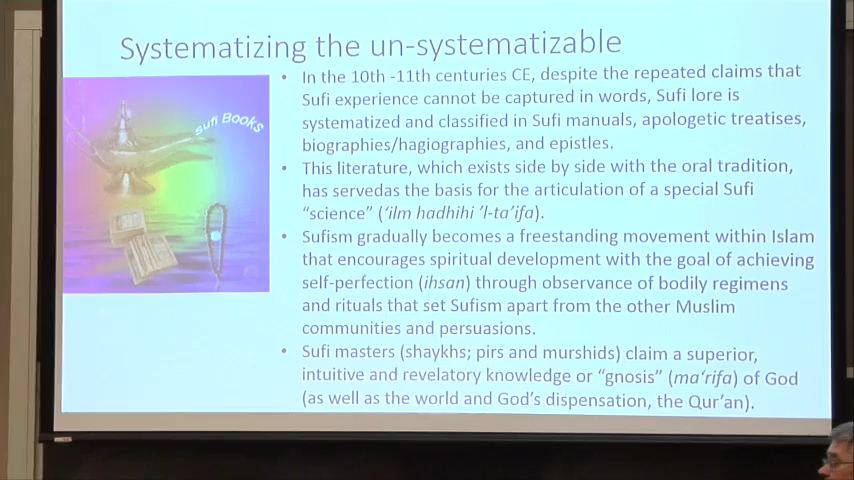 Systematizing the un-systematizable
Sufi Books
• In the 10th -11th centuries CE, despite the repeated claims that
Sufi experience cannot be captured in words, Sufi lore is
systematized and classified in Sufi manuals, apologetic treatises,
biographies/hagiographies, and epistles.
• This literature, which exists side by side with the oral tradition,
has servedas the basis for the articulation of a special Sufi
“science” (‘ilm hadhihi ’l-ta’ifa).
• Sufism gradually becomes a freestanding movement within Islam
that encourages spiritual development with the goal of achieving
self-perfection (ihsan) through observance of bodily regimens
and rituals that set Sufism apart from the other Muslim
communities and persuasions.
• Sufi masters (shaykhs; pirs and murshids) claim a superior,
intuitive and revelatory knowledge or “gnosis” (ma‘rifa) of God
(as well as the world and God’s dispensation, the Qur’an).